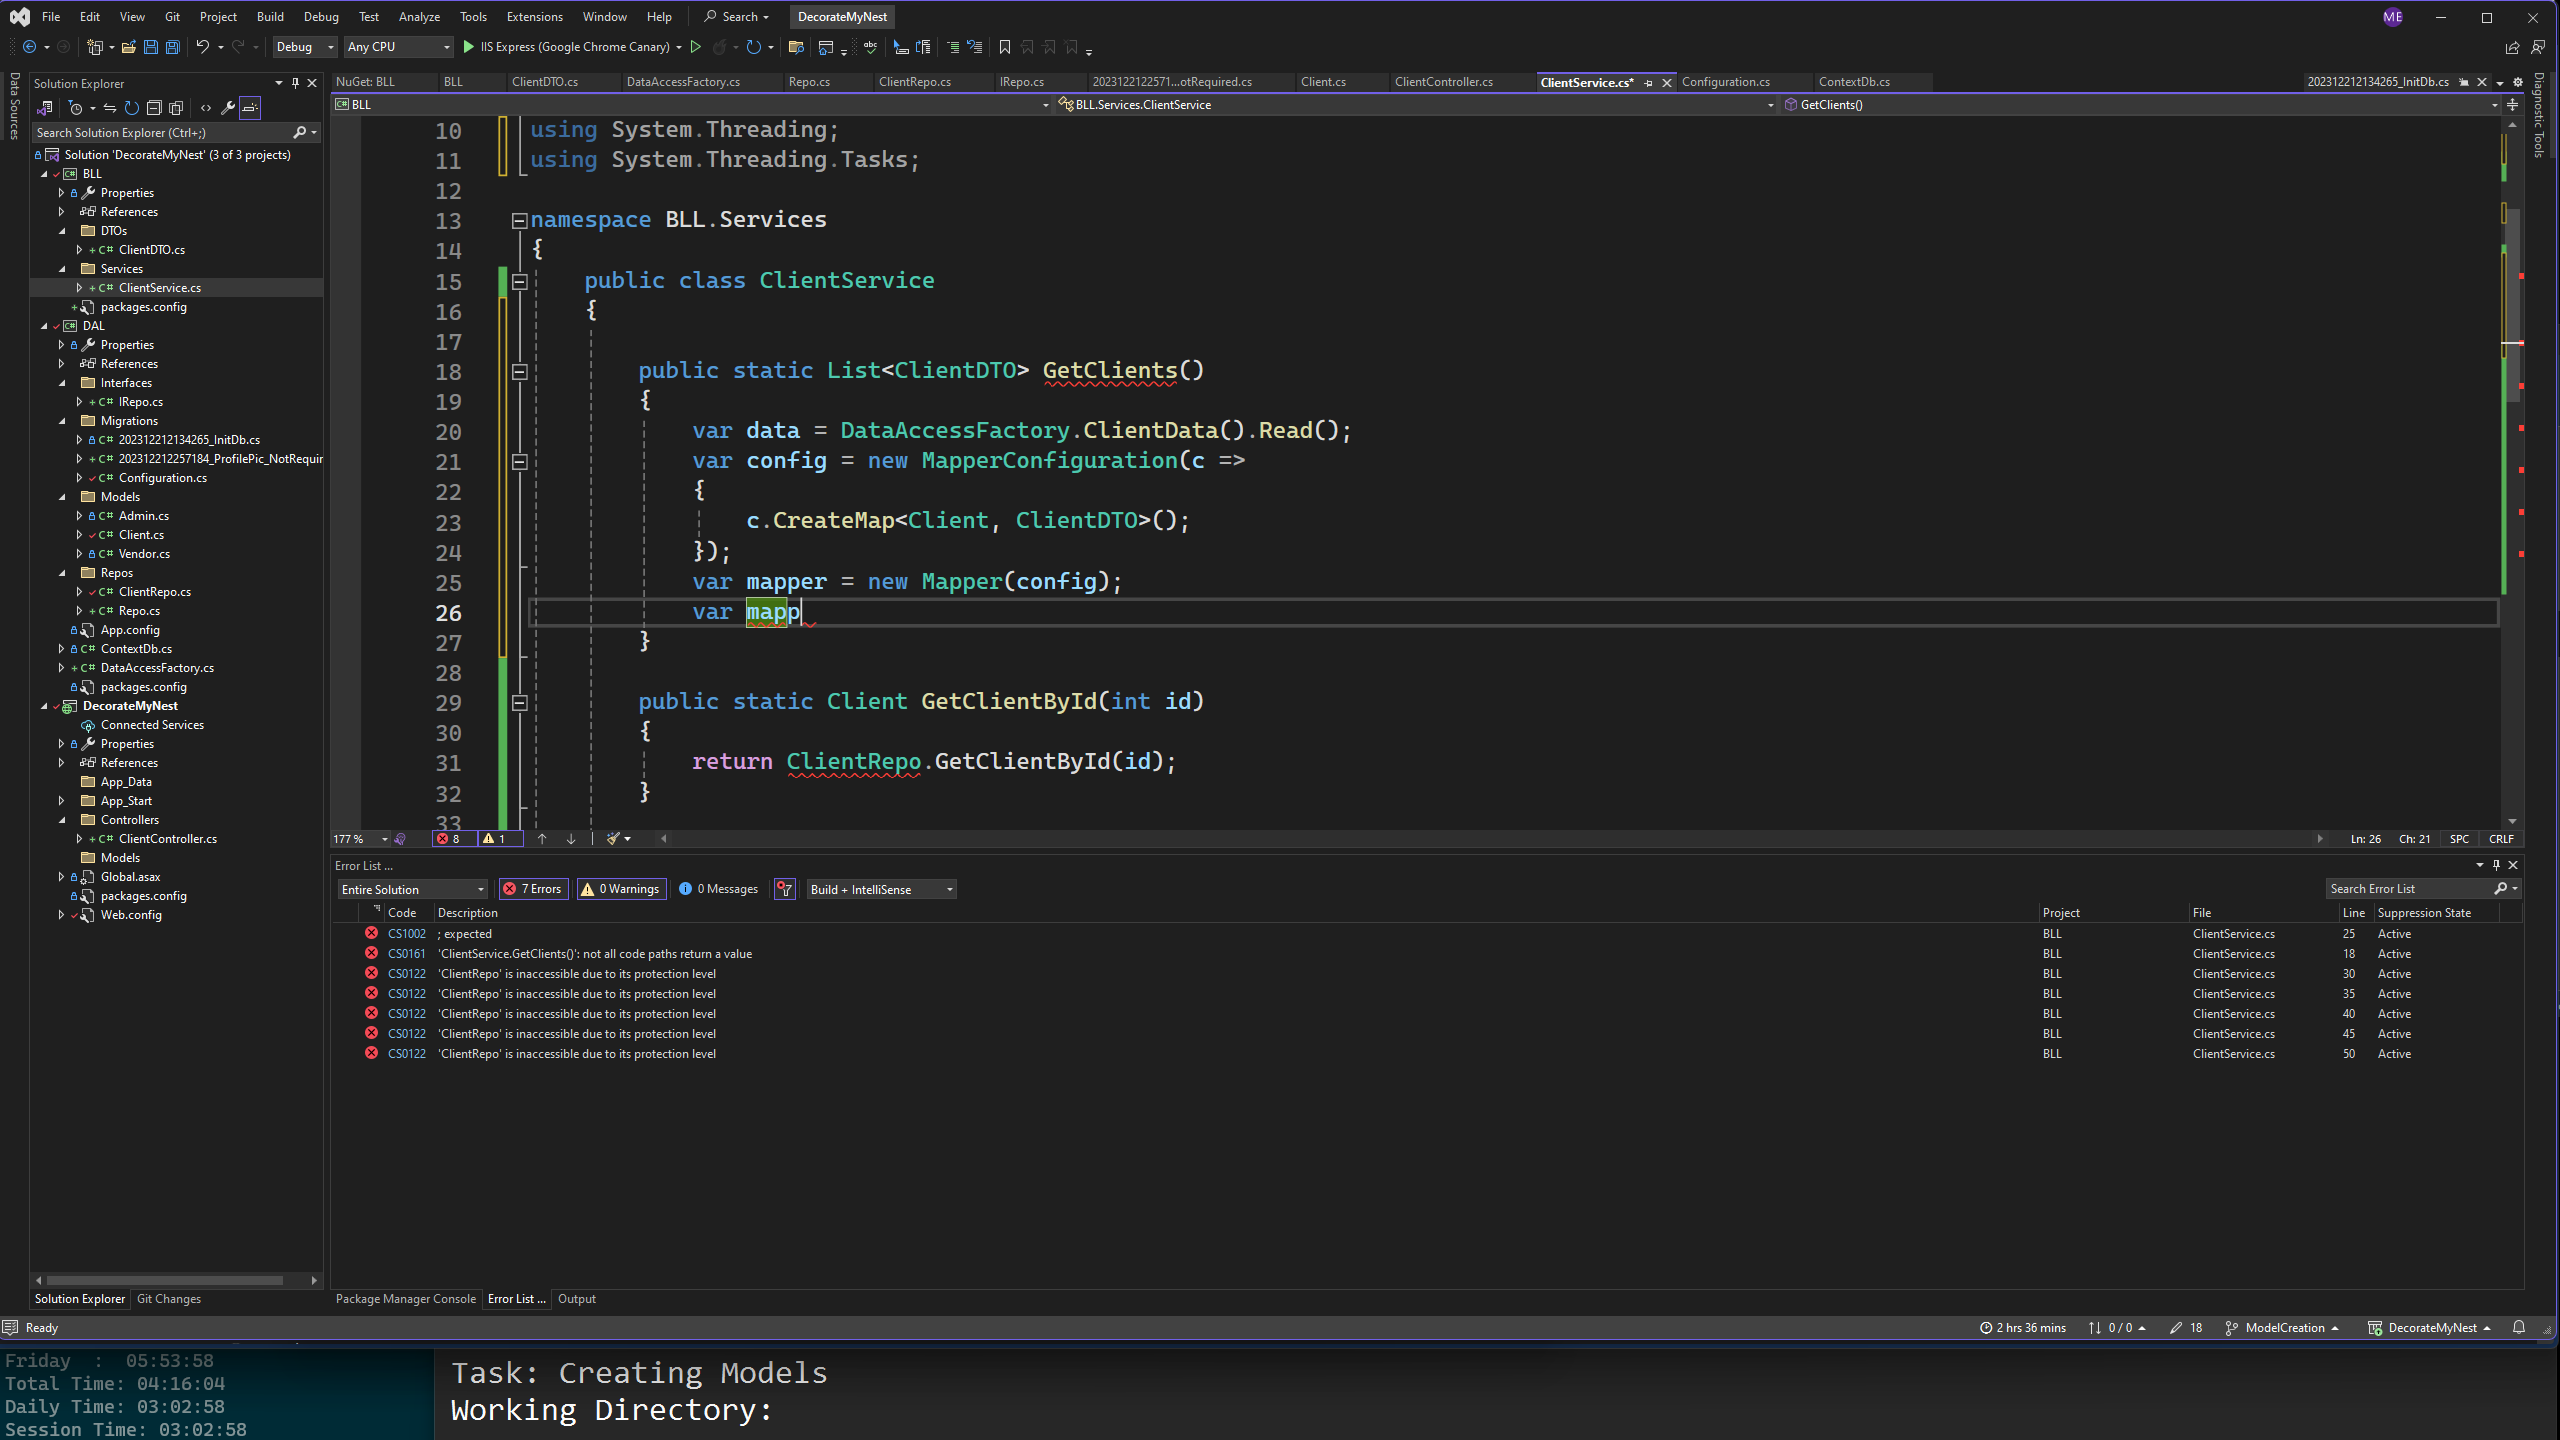 File Edit View Git Project Build Debug Test Analyze Tools Extensions Window Help Search DecorateMyNest ME
Debug Any CPU IIS Express (Google Chrome Canary)
Data Sources
Solution Explorer
Search Solution Explorer (Ctrl+;)
Solution 'DecorateMyNest' (3 of 3 projects)
BLL
Properties
References
DTOs
C# ClientDTO.cs
Services
C# ClientService.cs
packages.config
DAL
Properties
References
Interfaces
C# IRepo.cs
Migrations
C# 202312212134265_InitDb.cs
C# 202312212257184_ProfilePic_NotRequir
C# Configuration.cs
Models
C# Admin.cs
C# Client.cs
C# Vendor.cs
Repos
C# ClientRepo.cs
C# Repo.cs
App.config
C# ContextDb.cs
C# DataAccessFactory.cs
packages.config
DecorateMyNest
Connected Services
Properties
References
App_Data
App_Start
Controllers
C# ClientController.cs
Models
Global.asax
packages.config
Web.config
Solution Explorer Git Changes
NuGet: BLL BLL ClientDTO.cs DataAccessFactory.cs Repo.cs ClientRepo.cs IRepo.cs 2023122122571...otRequired.cs Client.cs ClientController.cs ClientService.cs* Configuration.cs ContextDb.cs 202312212134265_InitDb.cs
BLL BLL.Services.ClientService GetClients()
Diagnostic Tools
10 using System.Threading;
11 using System.Threading.Tasks;
12
13 namespace BLL.Services
14 {
15 public class ClientService
16 {
17
18 public static List<ClientDTO> GetClients()
19 {
20 var data = DataAccessFactory.ClientData().Read();
21 var config = new MapperConfiguration(c =>
22 {
23 c.CreateMap<Client, ClientDTO>();
24 });
25 var mapper = new Mapper(config);
26 var mapp
27 }
28
29 public static Client GetClientById(int id)
30 {
31 return ClientRepo.GetClientById(id);
32 }
33
177 % 8 1 Ln: 26 Ch: 21 SPC CRLF
Error List ...
Entire Solution 7 Errors 0 Warnings 0 Messages Build + IntelliSense Search Error List
Code Description Project File Line Suppression State
CS1002 ; expected BLL ClientService.cs 25 Active
CS0161 'ClientService.GetClients()': not all code paths return a value BLL ClientService.cs 18 Active
CS0122 'ClientRepo' is inaccessible due to its protection level BLL ClientService.cs 30 Active
CS0122 'ClientRepo' is inaccessible due to its protection level BLL ClientService.cs 35 Active
CS0122 'ClientRepo' is inaccessible due to its protection level BLL ClientService.cs 40 Active
CS0122 'ClientRepo' is inaccessible due to its protection level BLL ClientService.cs 45 Active
CS0122 'ClientRepo' is inaccessible due to its protection level BLL ClientService.cs 50 Active
Package Manager Console Error List ... Output
Ready 2 hrs 36 mins 0 / 0 18 ModelCreation DecorateMyNest
Friday : 05:53:58
Total Time: 04:16:04
Daily Time: 03:02:58
Session Time: 03:02:58
Task: Creating Models
Working Directory: